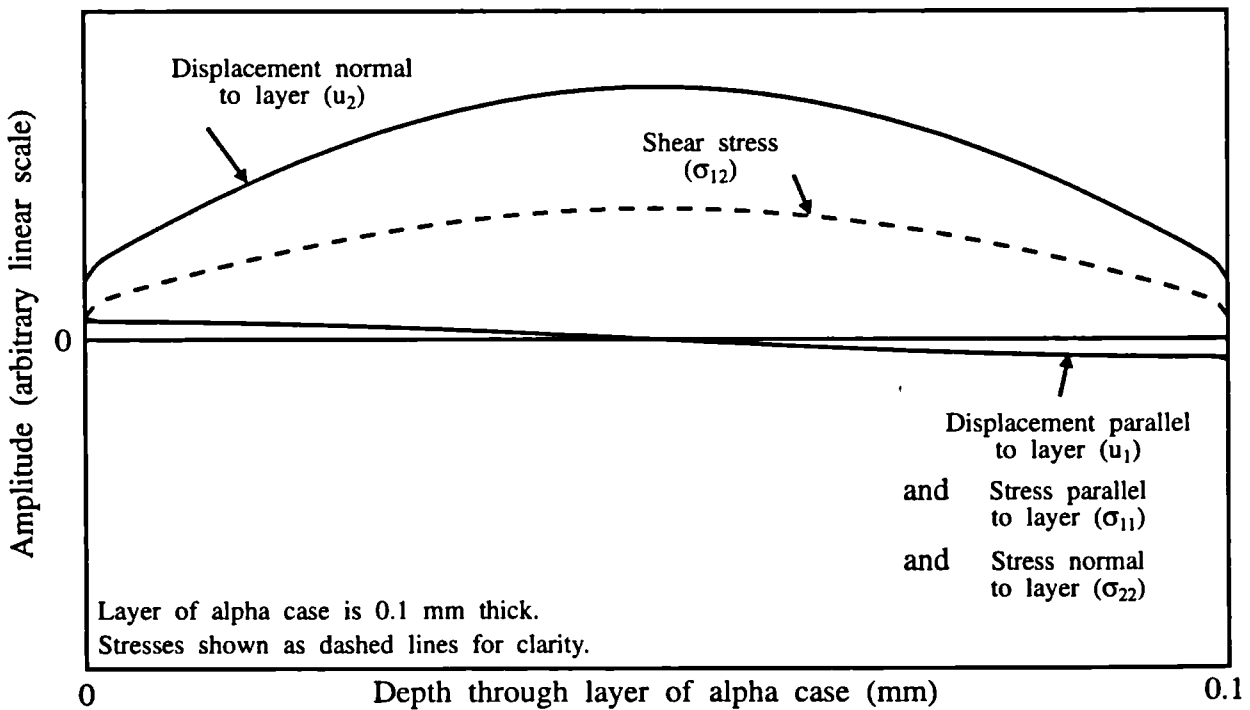 Displacement normal
to layer (u₂)
Shear stress
(σ₁₂)
Amplitude (arbitrary linear scale)
0
Displacement parallel
to layer (u₁)
and Stress parallel
to layer (σ₁₁)
and Stress normal
to layer (σ₂₂)
Layer of alpha case is 0.1 mm thick.
Stresses shown as dashed lines for clarity.
0 Depth through layer of alpha case (mm) 0.1